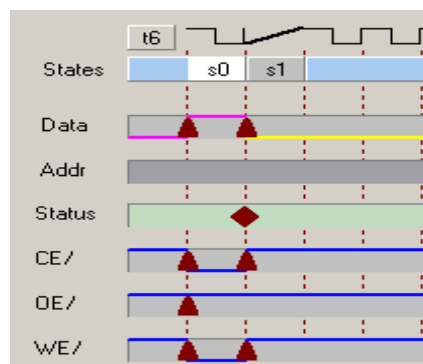 t6
States s0 s1
Data
Addr
Status
CE/
OE/
WE/